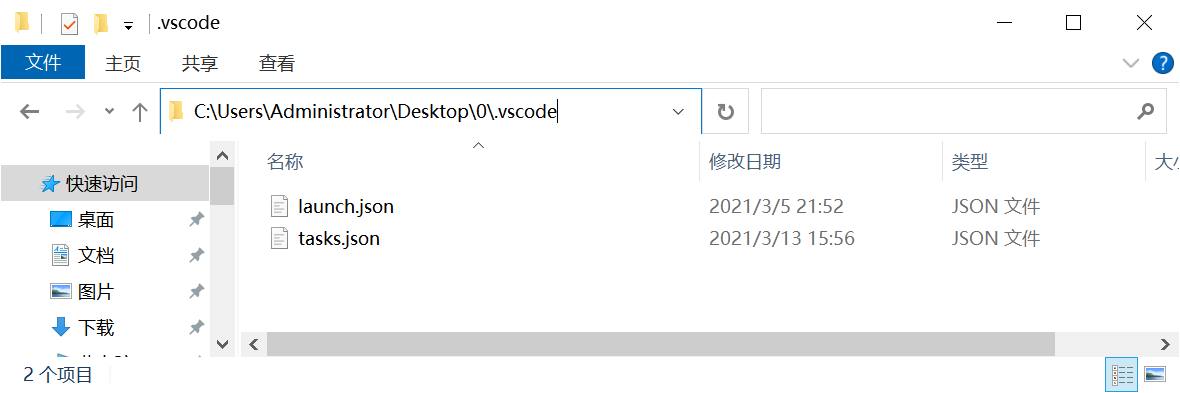 .vscode
文件 主页 共享 查看 ?
C:\Users\Administrator\Desktop\0\.vscode
名称 修改日期 类型 大
快速访问
launch.json 2021/3/5 21:52 JSON 文件
桌面
tasks.json 2021/3/13 15:56 JSON 文件
文档
图片
下载
2 个项目